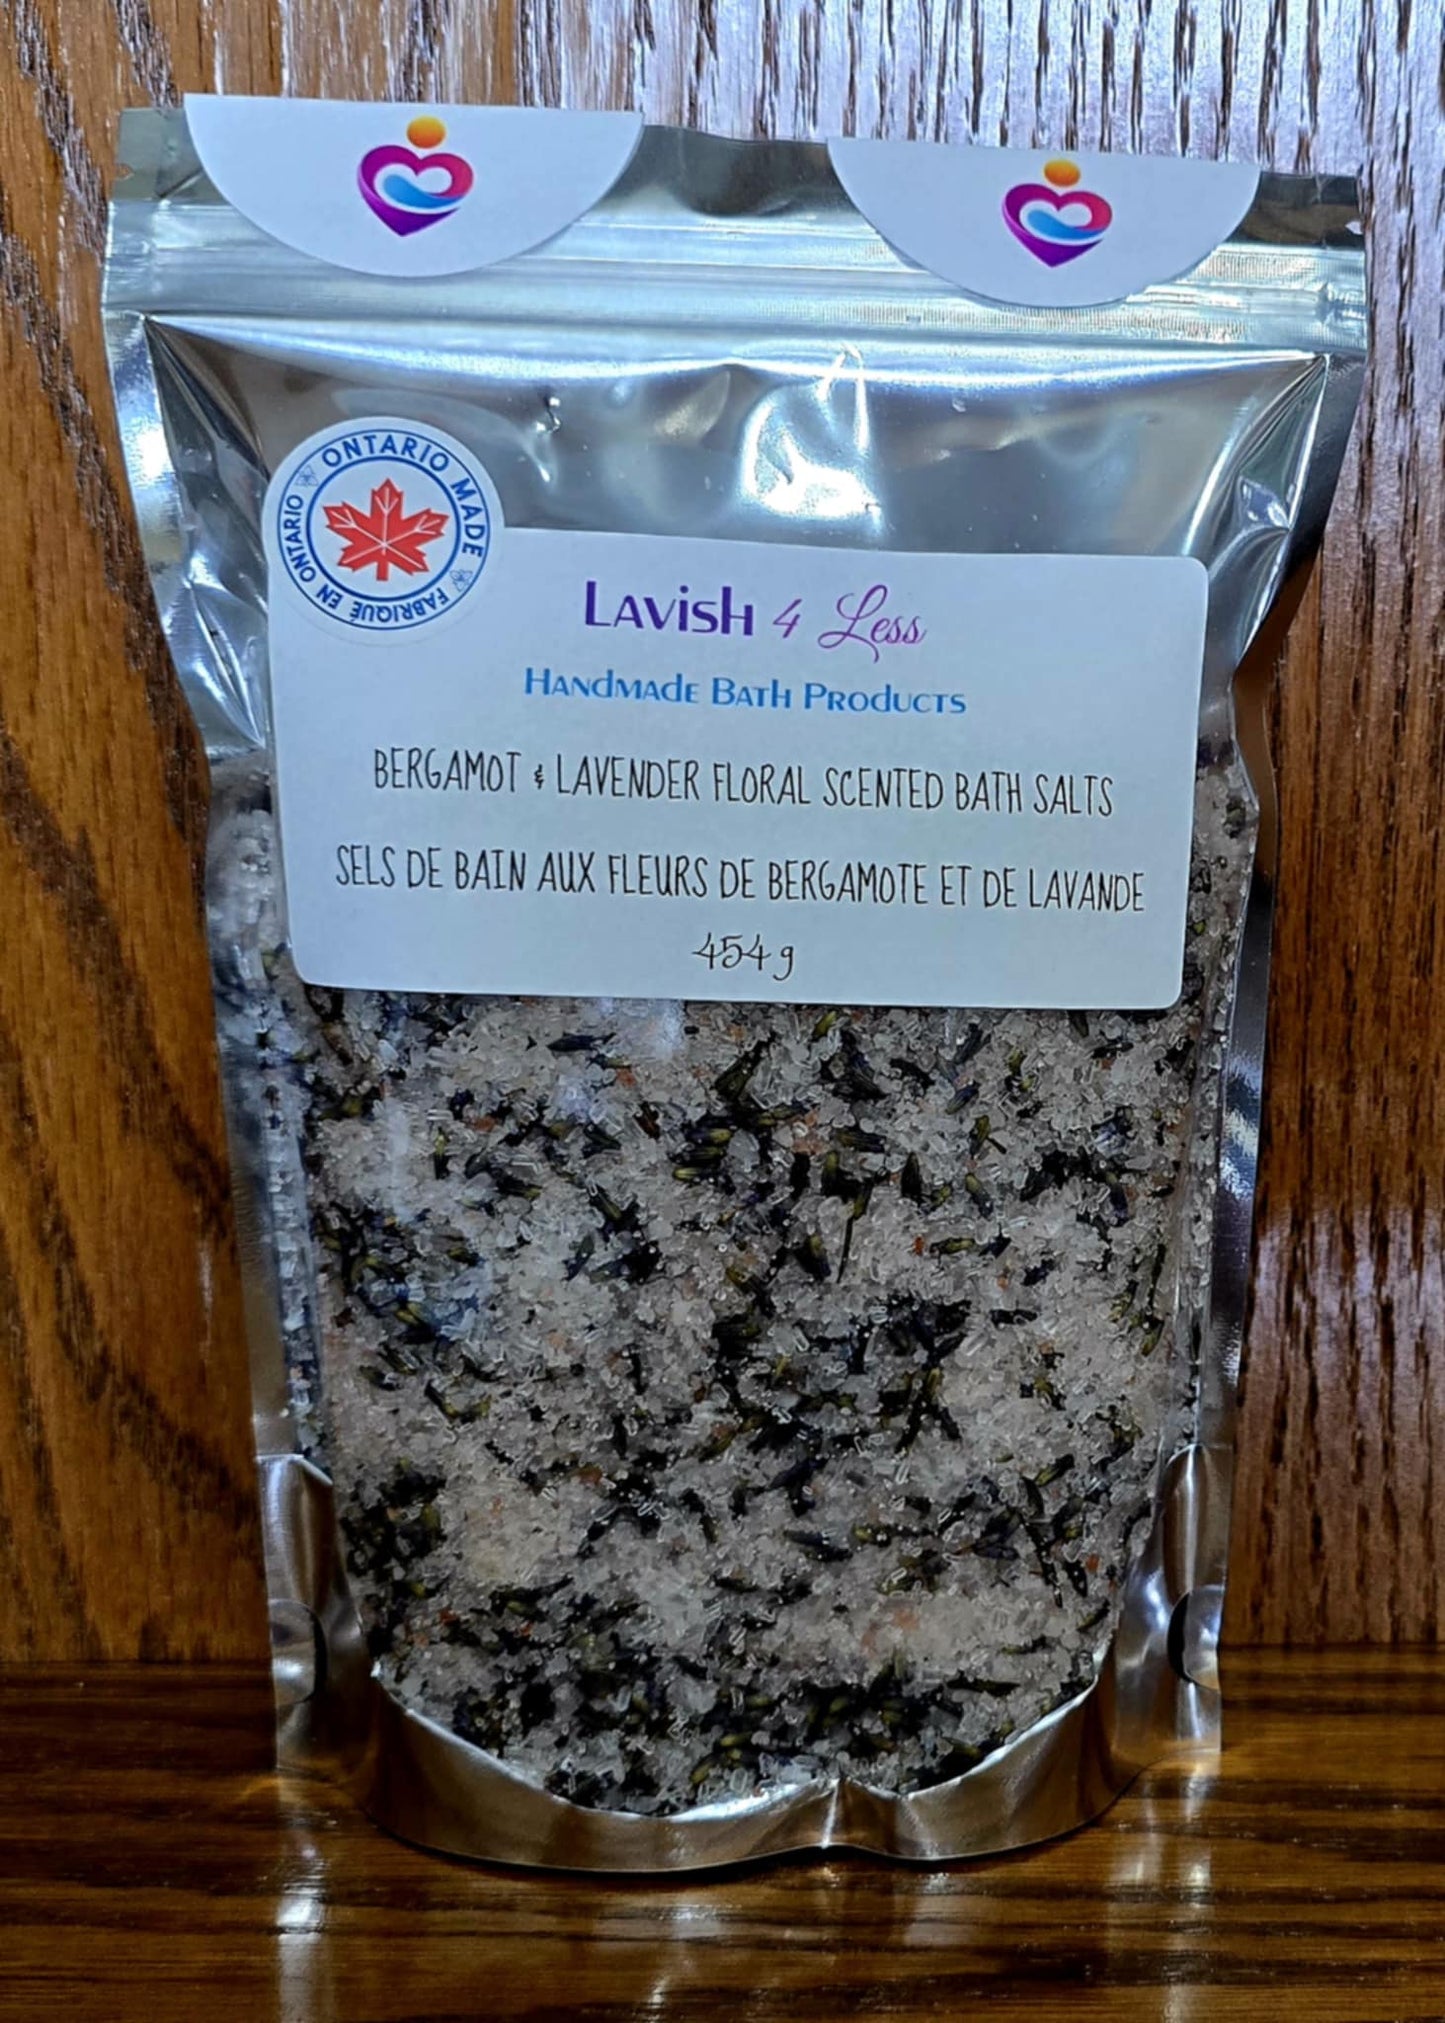 ONTARIO MADE
FABRIQUÉ EN ONTARIO
Lavish 4 Less
Handmade Bath Products
BERGAMOT & LAVENDER FLORAL SCENTED BATH SALTS
SELS DE BAIN AUX FLEURS DE BERGAMOTE ET DE LAVANDE
454 g